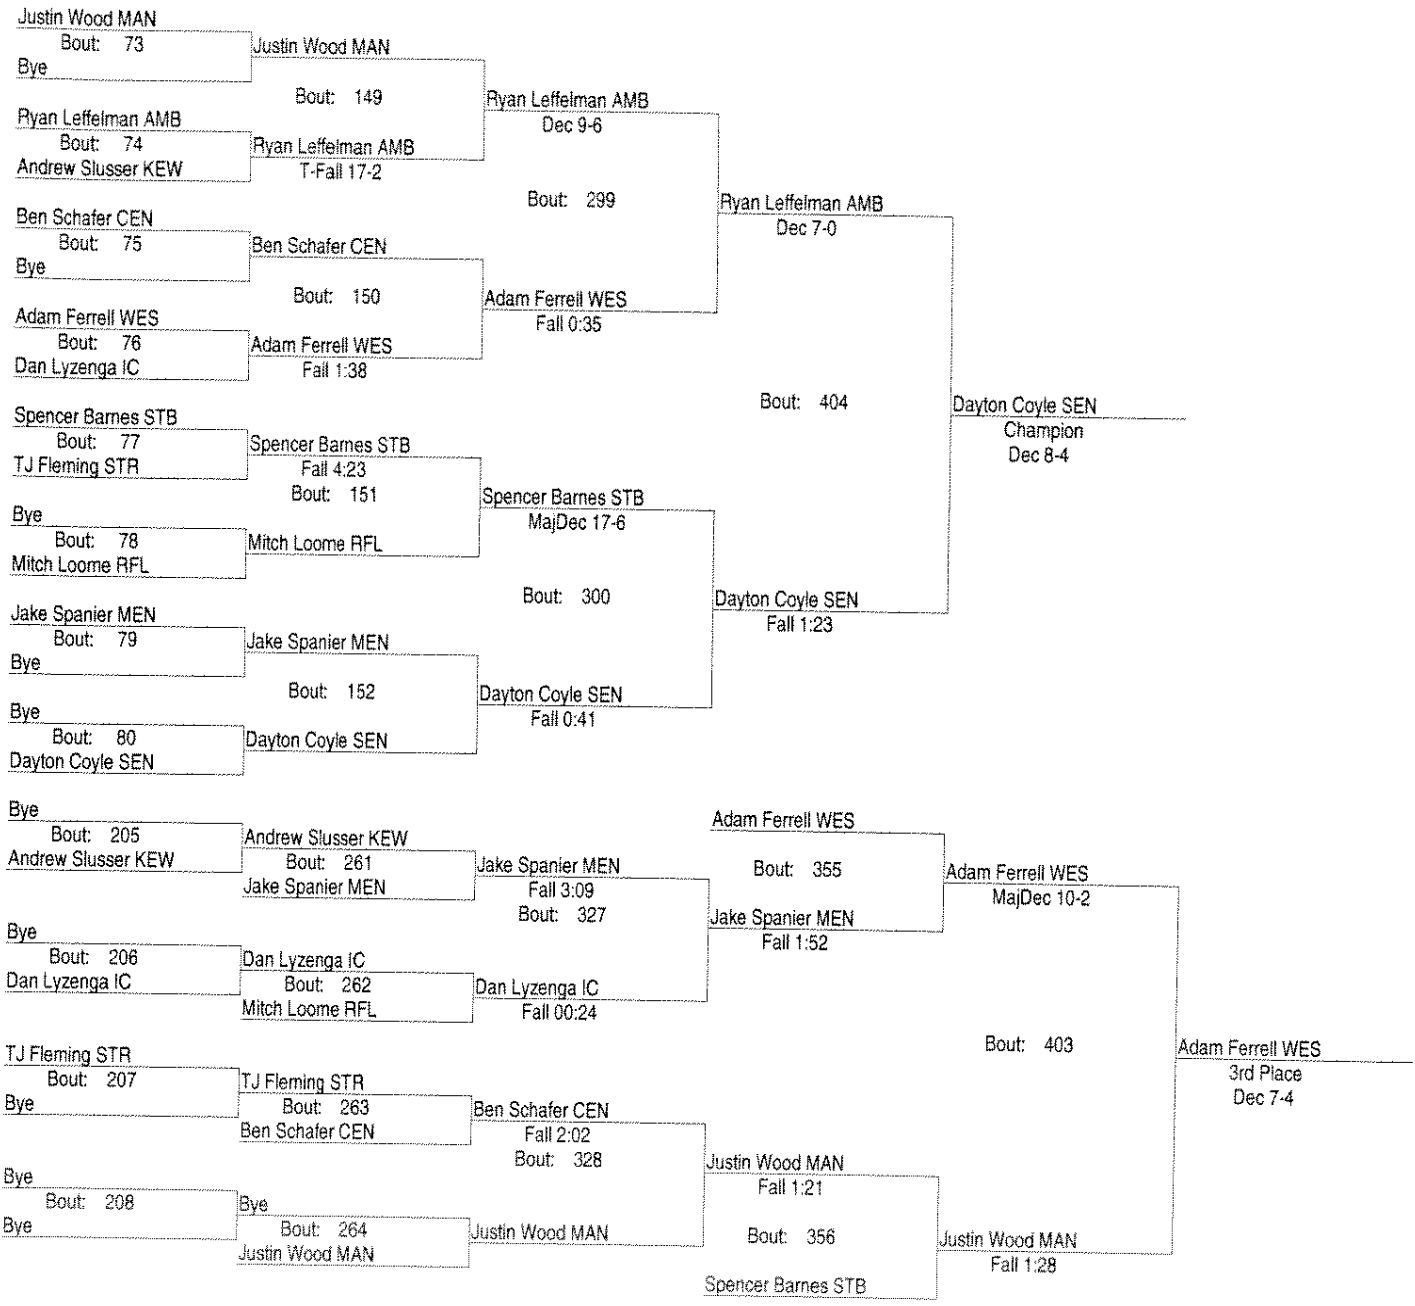 Justin Wood MAN
Bout: 73
Bye
Justin Wood MAN
Bout: 149
Ryan Leffelman AMB
Bout: 74
Andrew Slusser KEW
Ryan Leffelman AMB
T-Fall 17-2
Ryan Leffelman AMB
Dec 9-6
Bout: 299
Ben Schafer CEN
Bout: 75
Bye
Ben Schafer CEN
Bout: 150
Adam Ferrell WES
Bout: 76
Dan Lyzenga IC
Adam Ferrell WES
Fall 1:38
Adam Ferrell WES
Fall 0:35
Ryan Leffelman AMB
Dec 7-0
Bout: 404
Spencer Barnes STB
Bout: 77
TJ Fleming STR
Spencer Barnes STB
Fall 4:23
Bout: 151
Bye
Bout: 78
Mitch Loome RFL
Mitch Loome RFL
Spencer Barnes STB
MajDec 17-6
Bout: 300
Jake Spanier MEN
Bout: 79
Bye
Jake Spanier MEN
Bout: 152
Bye
Bout: 80
Dayton Coyle SEN
Dayton Coyle SEN
Dayton Coyle SEN
Fall 0:41
Dayton Coyle SEN
Fall 1:23
Dayton Coyle SEN
Champion
Dec 8-4
Bye
Bout: 205
Andrew Slusser KEW
Andrew Slusser KEW
Bout: 261
Jake Spanier MEN
Jake Spanier MEN
Fall 3:09
Bout: 327
Bye
Bout: 206
Dan Lyzenga IC
Dan Lyzenga IC
Bout: 262
Mitch Loome RFL
Dan Lyzenga IC
Fall 00:24
Adam Ferrell WES
Bout: 355
Jake Spanier MEN
Fall 1:52
Adam Ferrell WES
MajDec 10-2
Bout: 403
TJ Fleming STR
Bout: 207
Bye
TJ Fleming STR
Bout: 263
Ben Schafer CEN
Ben Schafer CEN
Fall 2:02
Bout: 328
Bye
Bout: 208
Bye
Bye
Bout: 264
Justin Wood MAN
Justin Wood MAN
Justin Wood MAN
Fall 1:21
Bout: 356
Spencer Barnes STB
Justin Wood MAN
Fall 1:28
Adam Ferrell WES
3rd Place
Dec 7-4